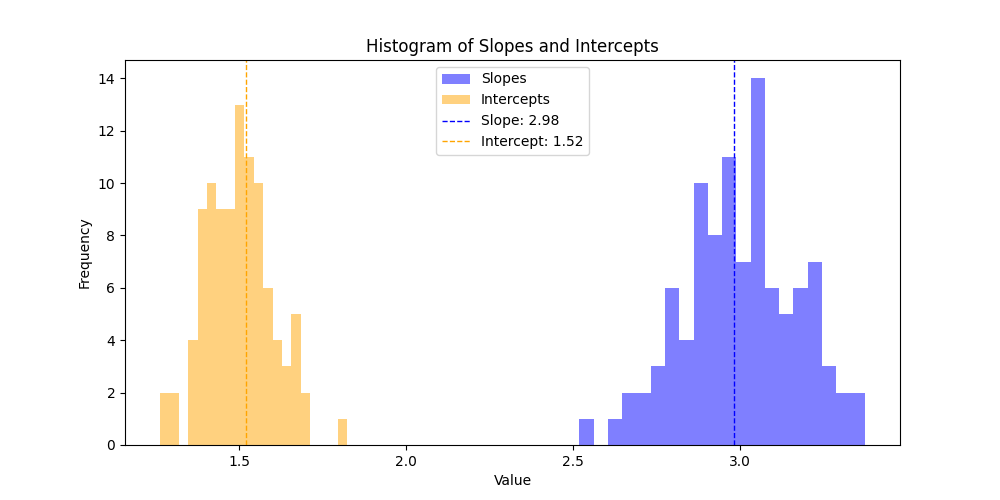 Histogram of Slopes and Intercepts
Slopes
Intercepts
Slope: 2.98
Intercept: 1.52
Frequency
14
12
10
8
6
4
2
0
1.5 2.0 2.5 3.0
Value